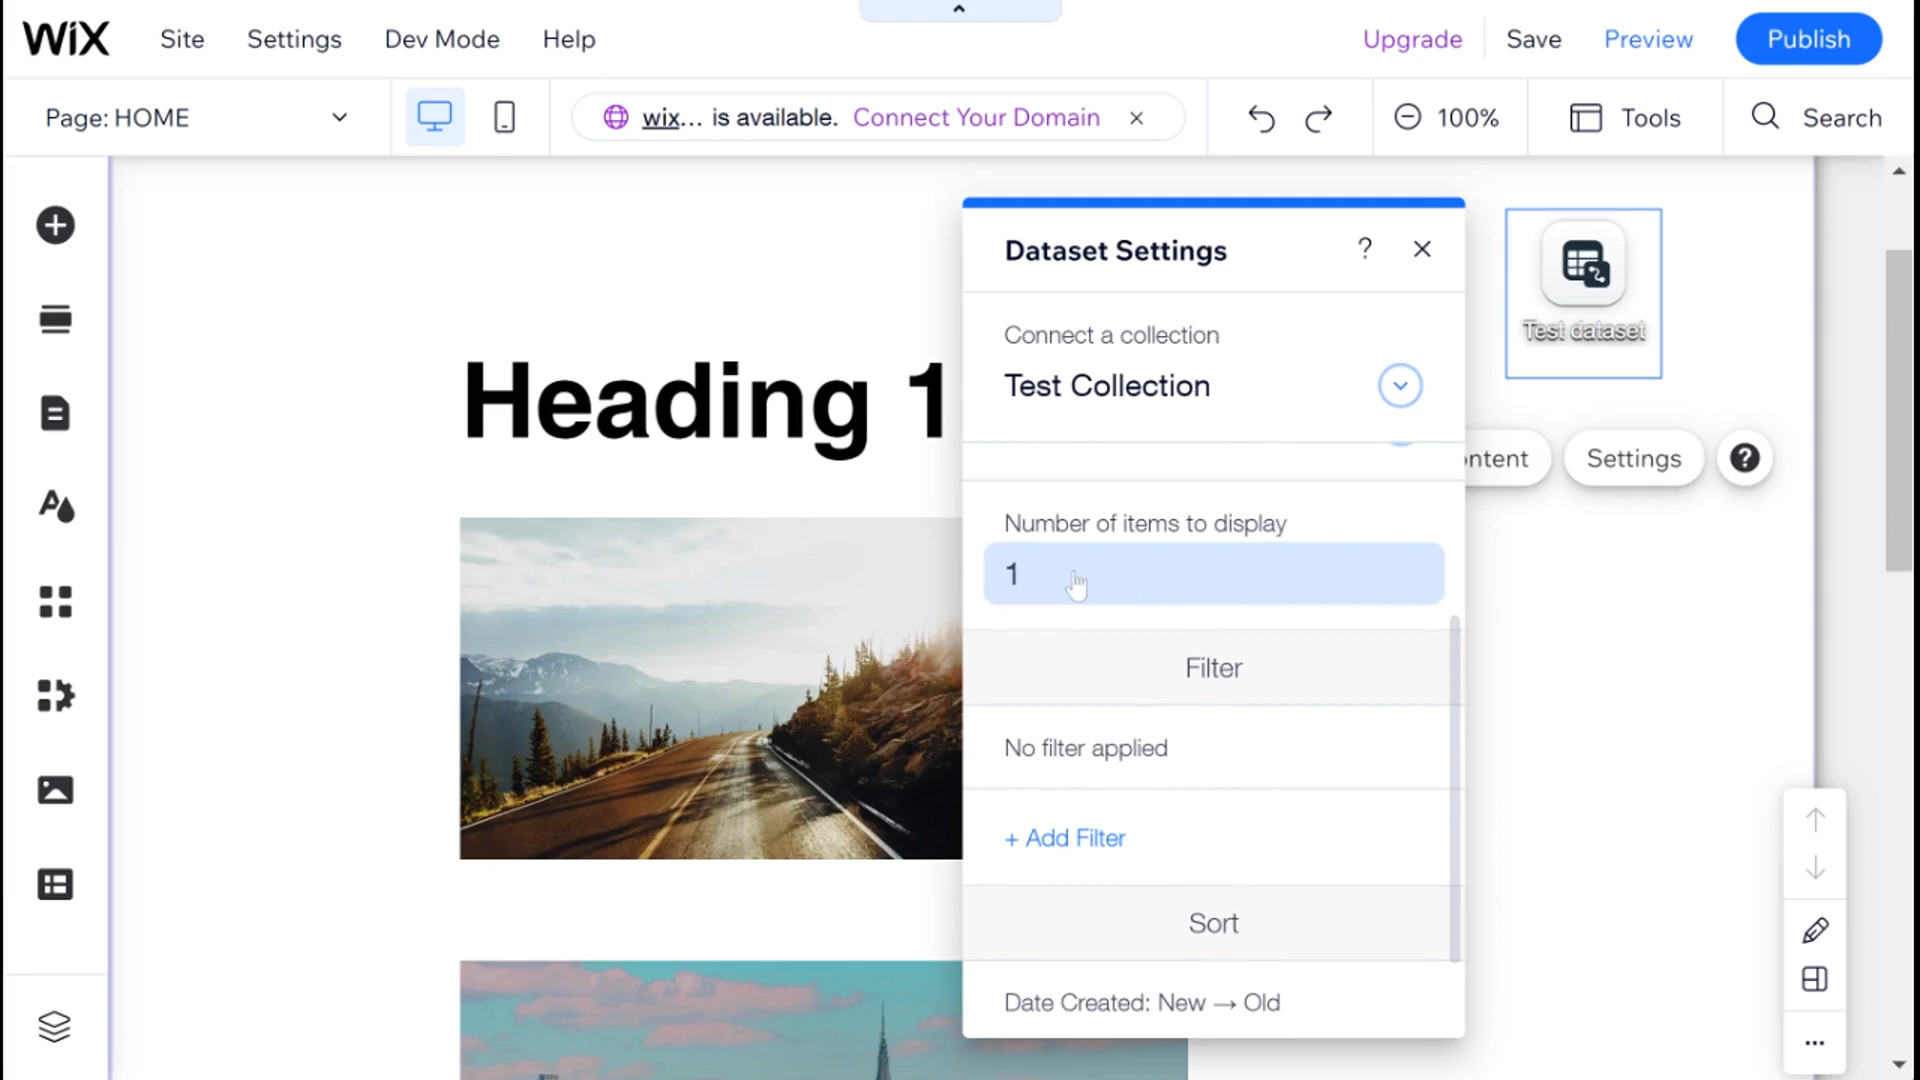 WiX Site Settings Dev Mode Help Upgrade Save Preview Publish
Page: HOME wix... is available. Connect Your Domain 100% Tools Search
Dataset Settings ?
Test dataset
Connect a collection
Test Collection
Heading 1
ntent Settings ?
Number of items to display
1
Filter
No filter applied
+ Add Filter
Sort
Date Created: New → Old